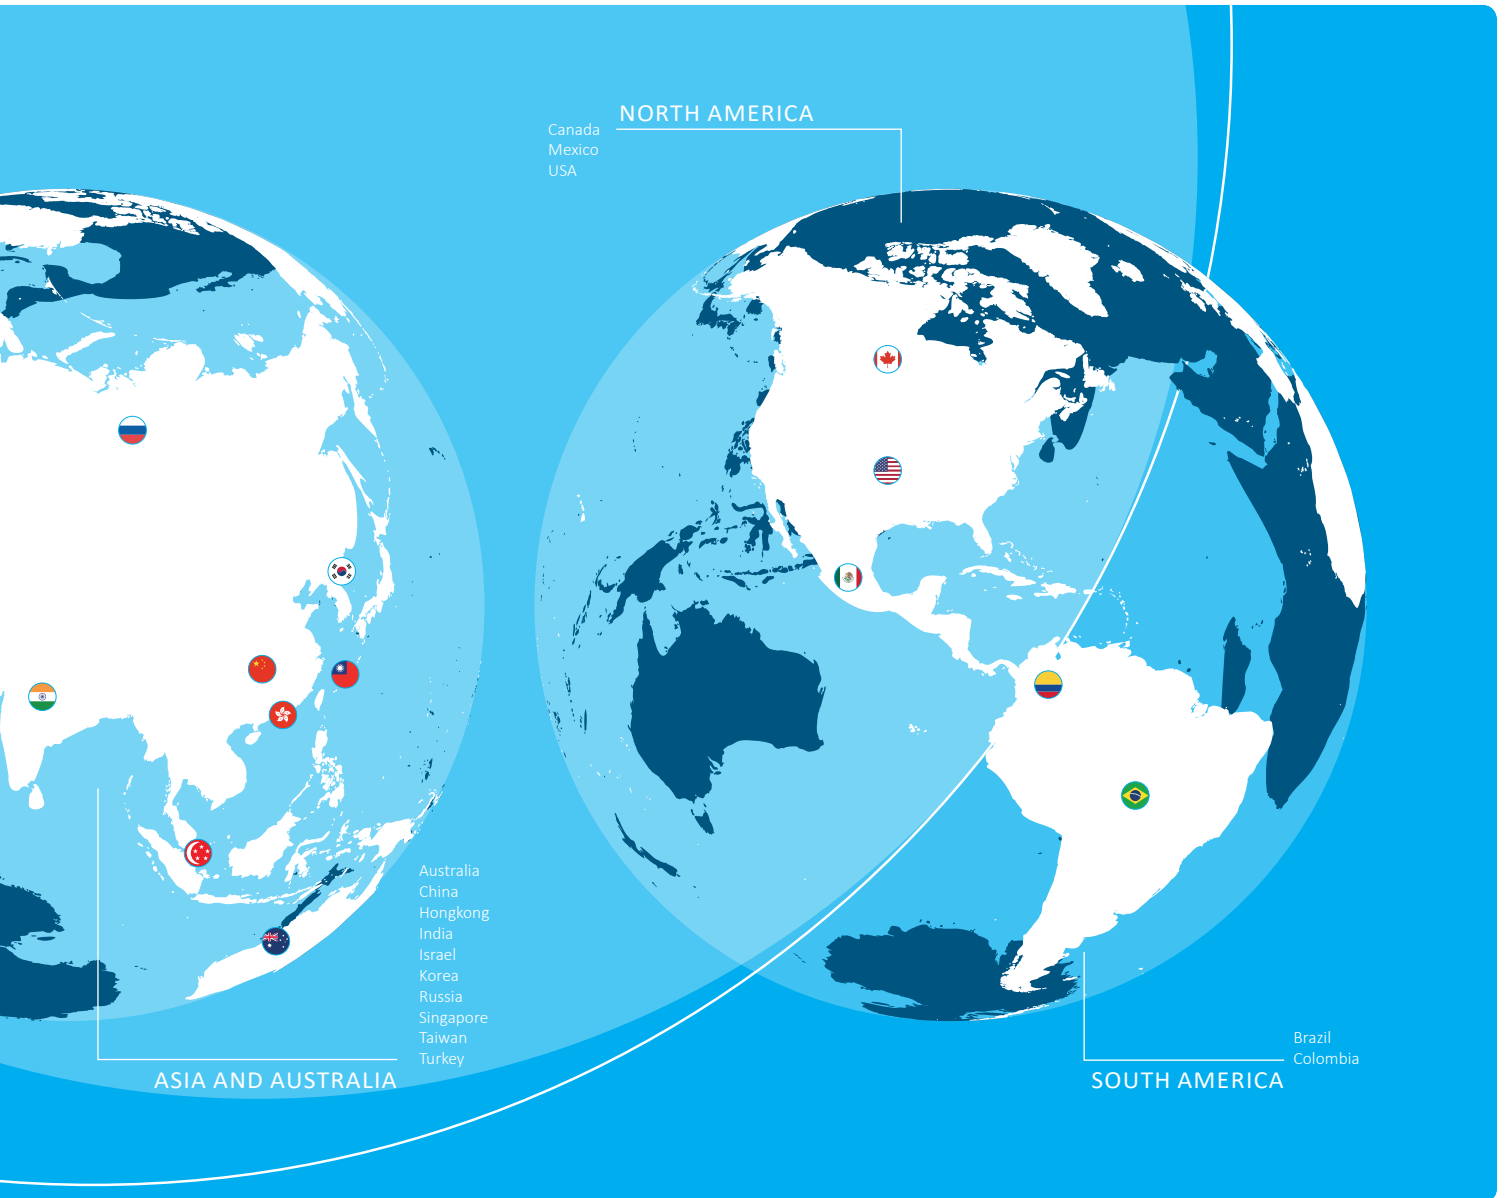 NORTH AMERICA
Canada
Mexico
USA
Australia
China
Hongkong
India
Israel
Korea
Russia
Singapore
Taiwan
Turkey
ASIA AND AUSTRALIA
Brazil
Colombia
SOUTH AMERICA